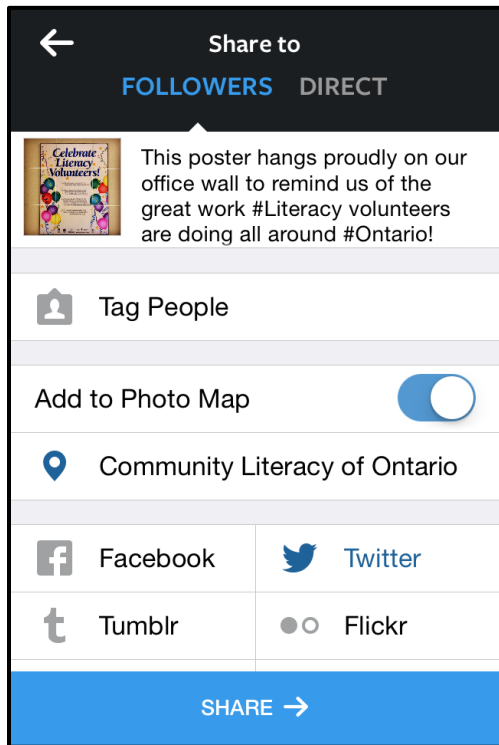 Share to
FOLLOWERS DIRECT
Celebrate
Literacy
Volunteers!
This poster hangs proudly on our
office wall to remind us of the
great work #Literacy volunteers
are doing all around #Ontario!
Tag People
Add to Photo Map
Community Literacy of Ontario
Facebook Twitter
Tumblr Flickr
SHARE